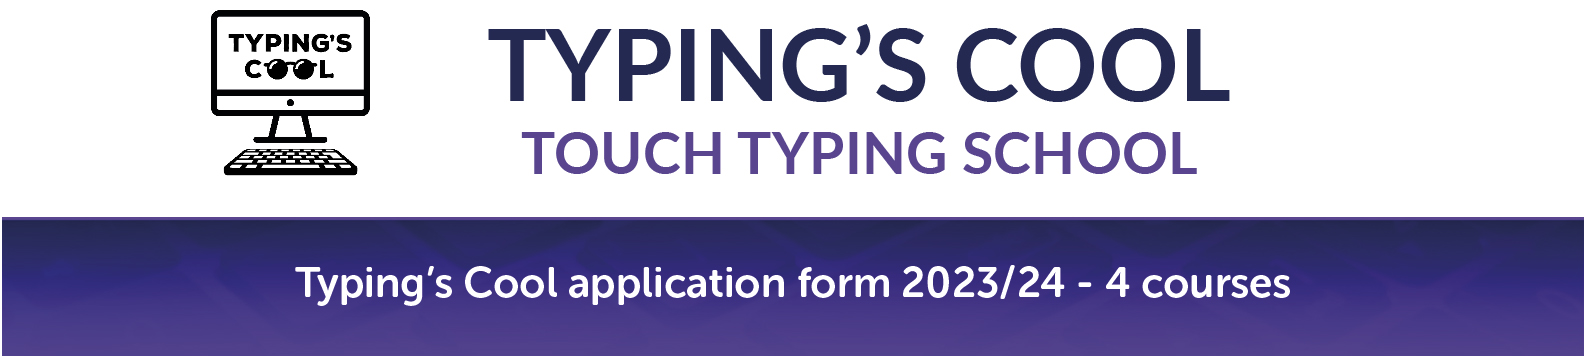 TYPING'S
COOL
TYPING’S COOL
TOUCH TYPING SCHOOL
Typing’s Cool application form 2023/24 - 4 courses